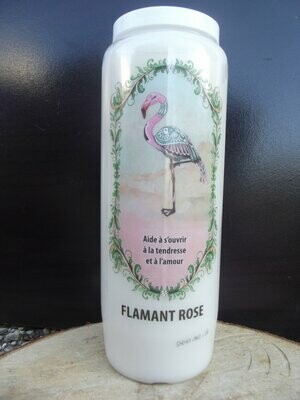 Aide à s'ouvrir
à la tendresse
et à l'amour
FLAMANT ROSE